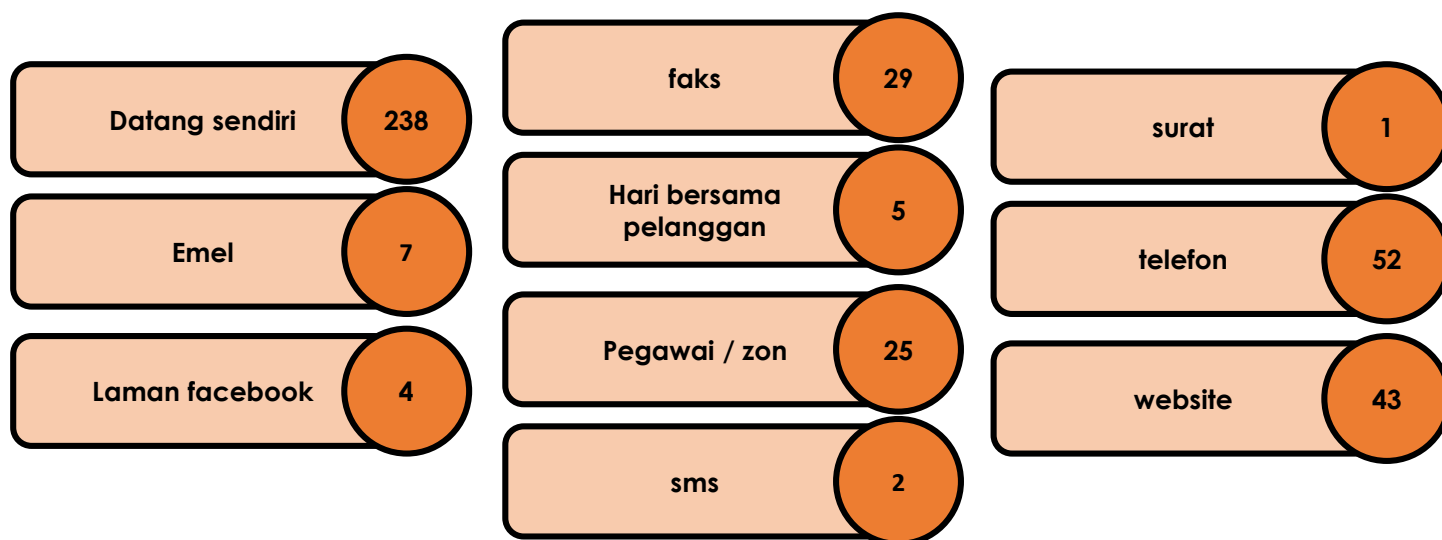 Datang sendiri 238
Emel 7
Laman facebook 4
faks 29
Hari bersama
pelanggan 5
Pegawai / zon 25
sms 2
surat 1
telefon 52
website 43